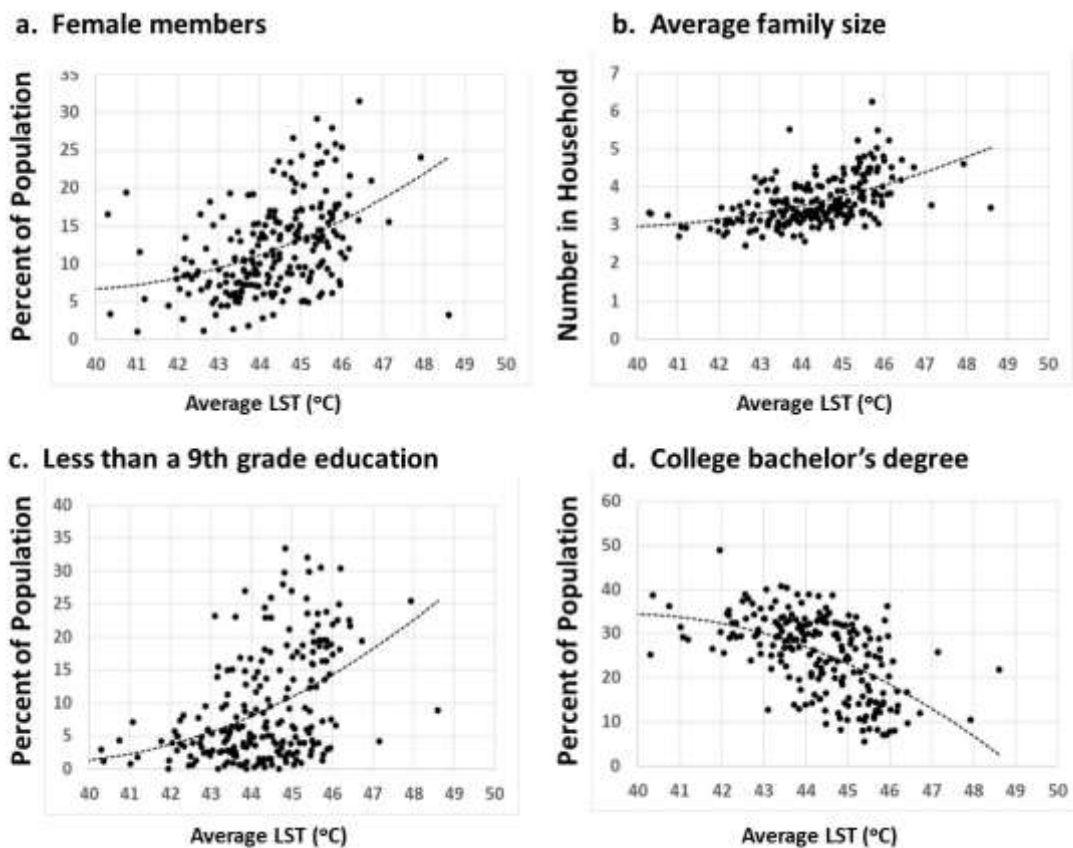 a. Female members
Percent of Population
35
30
25
20
15
10
5
0
40 41 42 43 44 45 46 47 48 49 50
Average LST (°C)
b. Average family size
Number in Household
7
6
5
4
3
2
1
0
40 41 42 43 44 45 46 47 48 49 50
Average LST (°C)
c. Less than a 9th grade education
Percent of Population
40
35
30
25
20
15
10
5
0
40 41 42 43 44 45 46 47 48 49 50
Average LST (°C)
d. College bachelor's degree
Percent of Population
60
50
40
30
20
10
0
40 41 42 43 44 45 46 47 48 49 50
Average LST (°C)